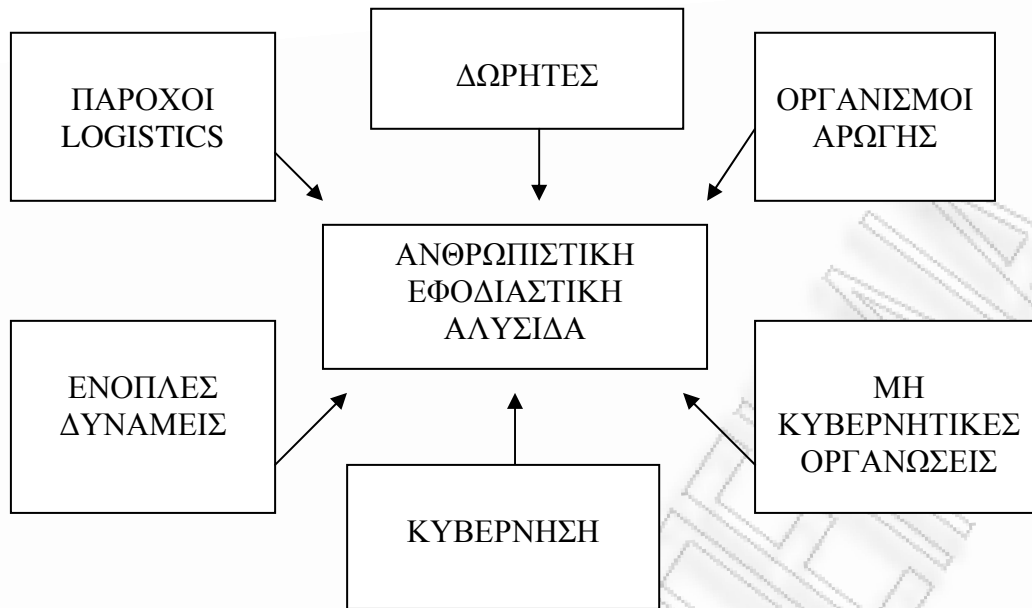 ΠΑΡΟΧΟΙ
LOGISTICS
ΔΩΡΗΤΕΣ
ΟΡΓΑΝΙΣΜΟΙ
ΑΡΩΓΗΣ
ΑΝΘΡΩΠΙΣΤΙΚΗ
ΕΦΟΔΙΑΣΤΙΚΗ
ΑΛΥΣΙΔΑ
ΕΝΟΠΛΕΣ
ΔΥΝΑΜΕΙΣ
ΚΥΒΕΡΝΗΣΗ
ΜΗ
ΚΥΒΕΡΝΗΤΙΚΕΣ
ΟΡΓΑΝΩΣΕΙΣ